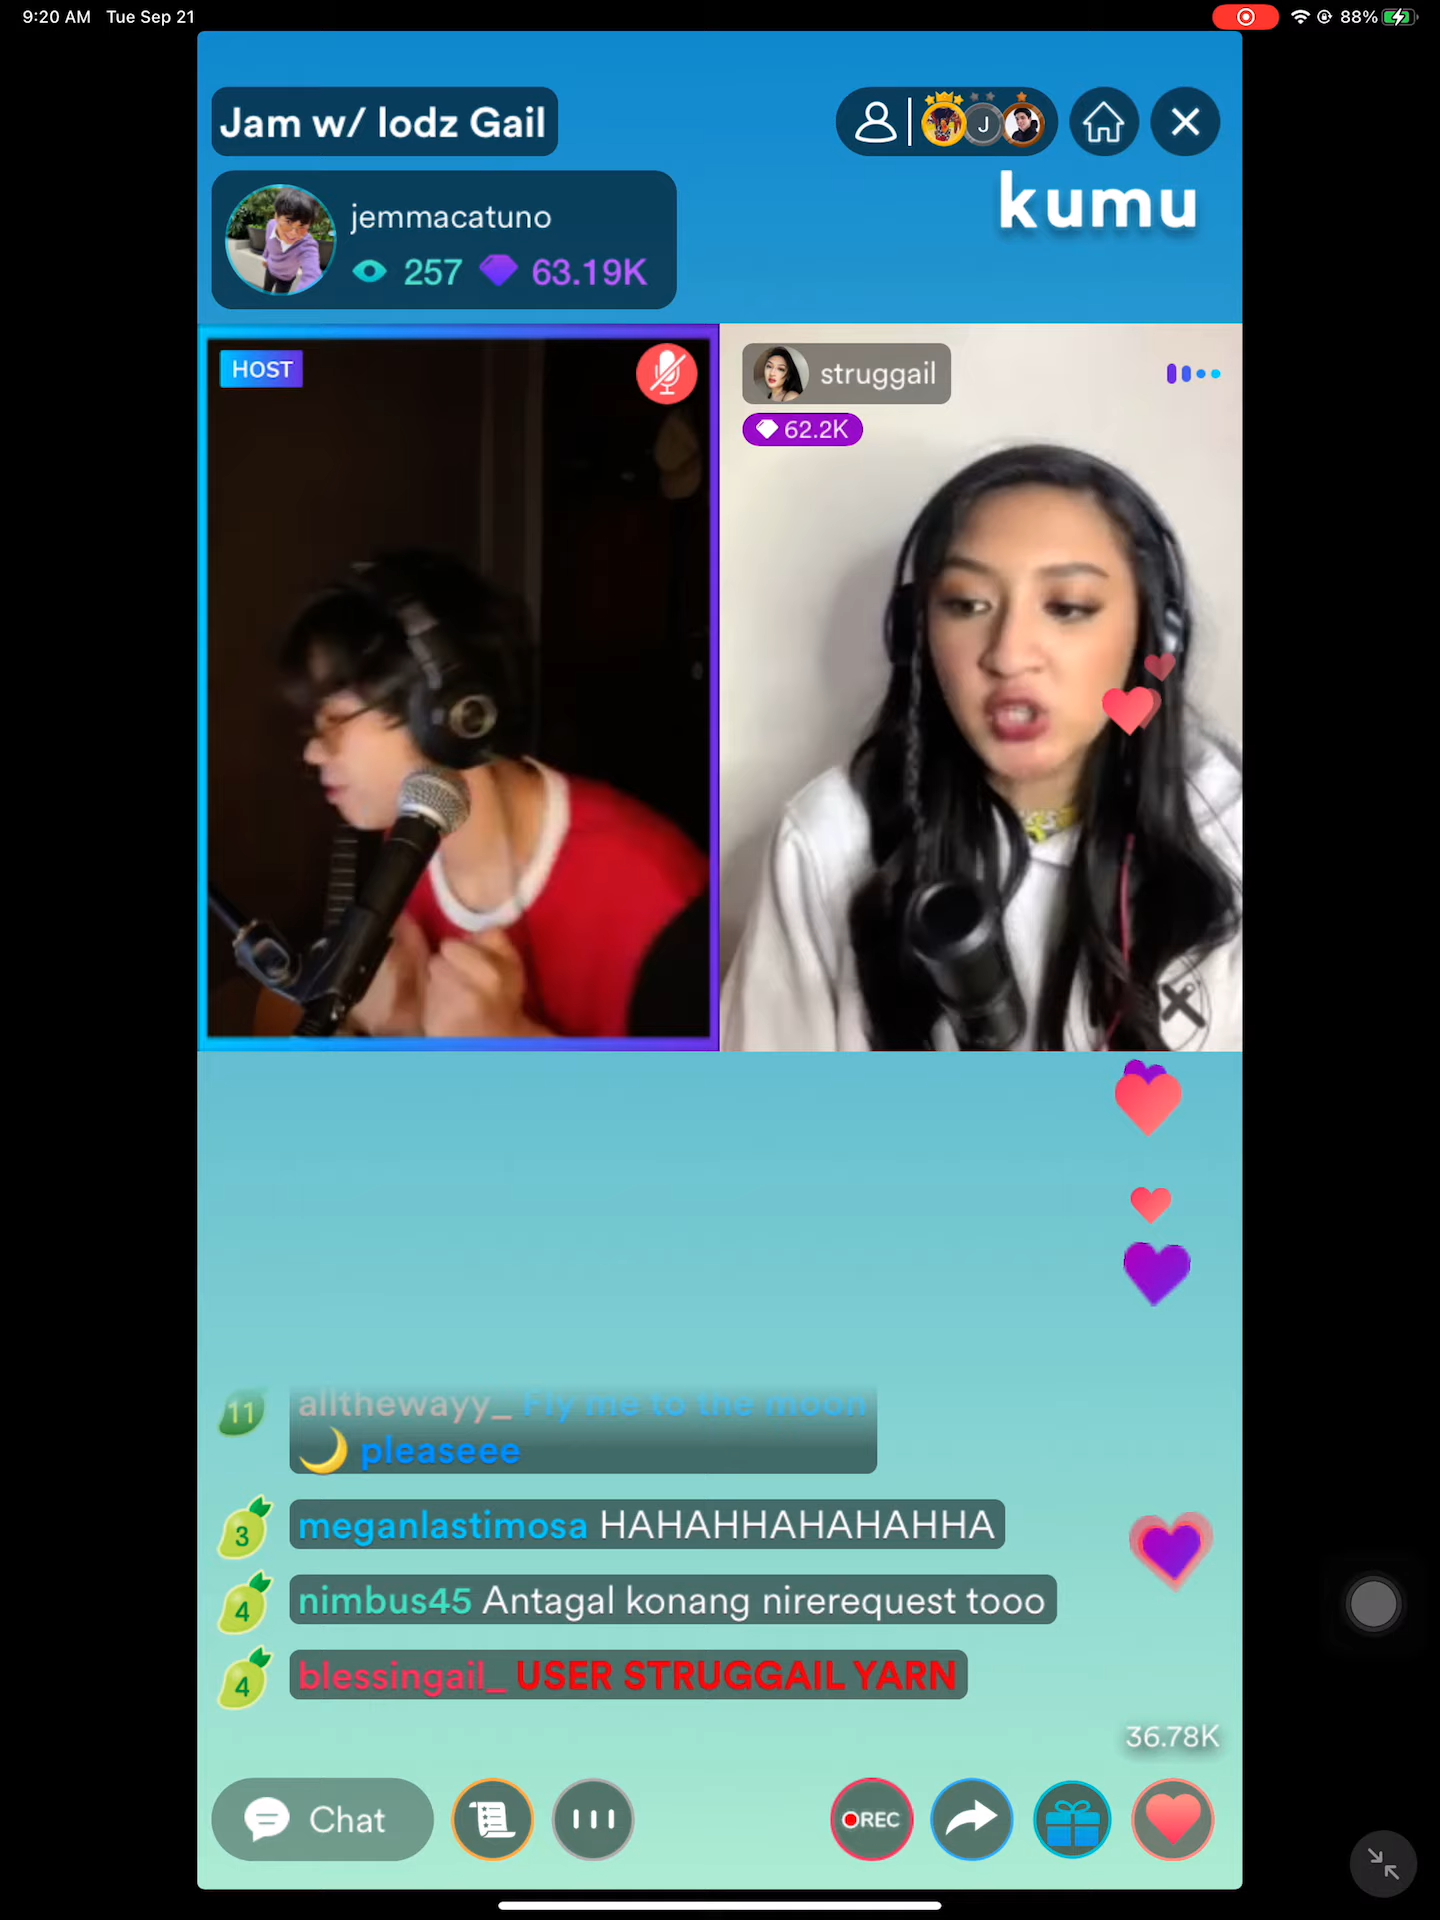 9:20 AM Tue Sep 21
88%
Jam w/ lodz Gail
J
kumu
jemmacatuno
257 63.19K
HOST
struggail
62.2K
11 allthewayy_ Fly me to the moon
🌙 pleaseee
3 meganlastimosa HAHAHHAHAHAHHA
4 nimbus45 Antagal konang nirerequest tooo
4 blessingail_ USER STRUGGAIL YARN
36.78K
Chat
REC